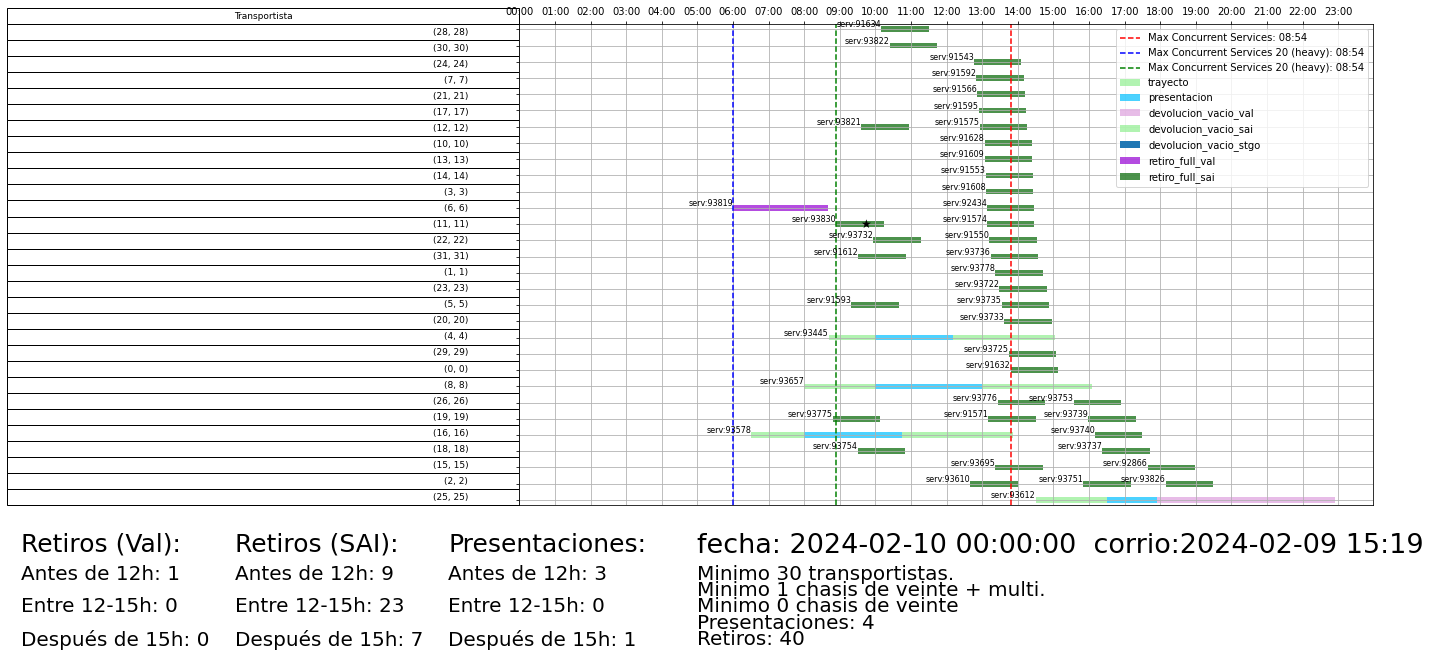 Transportista
00:00 01:00 02:00 03:00 04:00 05:00 06:00 07:00 08:00 09:00 10:00 11:00 12:00 13:00 14:00 15:00 16:00 17:00 18:00 19:00 20:00 21:00 22:00 23:00
(28, 28) serv:91634
(30, 30) serv:93822
(24, 24) serv:91543
(7, 7) serv:91592
(21, 21) serv:91566
(17, 17) serv:91595
(12, 12) serv:93821 serv:91575
(10, 10) serv:91628
(13, 13) serv:91609
(14, 14) serv:91553
(3, 3) serv:91608
(6, 6) serv:93819 serv:92434
(11, 11) serv:93830 serv:91574
(22, 22) serv:93732 serv:91550
(31, 31) serv:91612 serv:93736
(1, 1) serv:93778
(23, 23) serv:93722
(5, 5) serv:91593 serv:93735
(20, 20) serv:93733
(4, 4) serv:93445
(29, 29) serv:93725
(0, 0) serv:91632
(8, 8) serv:93657
(26, 26) serv:93776 serv:93753
(19, 19) serv:93775 serv:91571 serv:93739
(16, 16) serv:93578 serv:93740
(18, 18) serv:93754 serv:93737
(15, 15) serv:93695 serv:92866
(2, 2) serv:93610 serv:93751 serv:93826
(25, 25) serv:93612
Max Concurrent Services: 08:54
Max Concurrent Services 20 (heavy): 08:54
Max Concurrent Services 20 (heavy): 08:54
trayecto
presentacion
devolucion_vacio_val
devolucion_vacio_sai
devolucion_vacio_stgo
retiro_full_val
retiro_full_sai
Retiros (Val):
Antes de 12h: 1
Entre 12-15h: 0
Después de 15h: 0
Retiros (SAI):
Antes de 12h: 9
Entre 12-15h: 23
Después de 15h: 7
Presentaciones:
Antes de 12h: 3
Entre 12-15h: 0
Después de 15h: 1
fecha: 2024-02-10 00:00:00 corrio:2024-02-09 15:19
Minimo 30 transportistas.
Minimo 1 chasis de veinte + multi.
Minimo 0 chasis de veinte
Presentaciones: 4
Retiros: 40